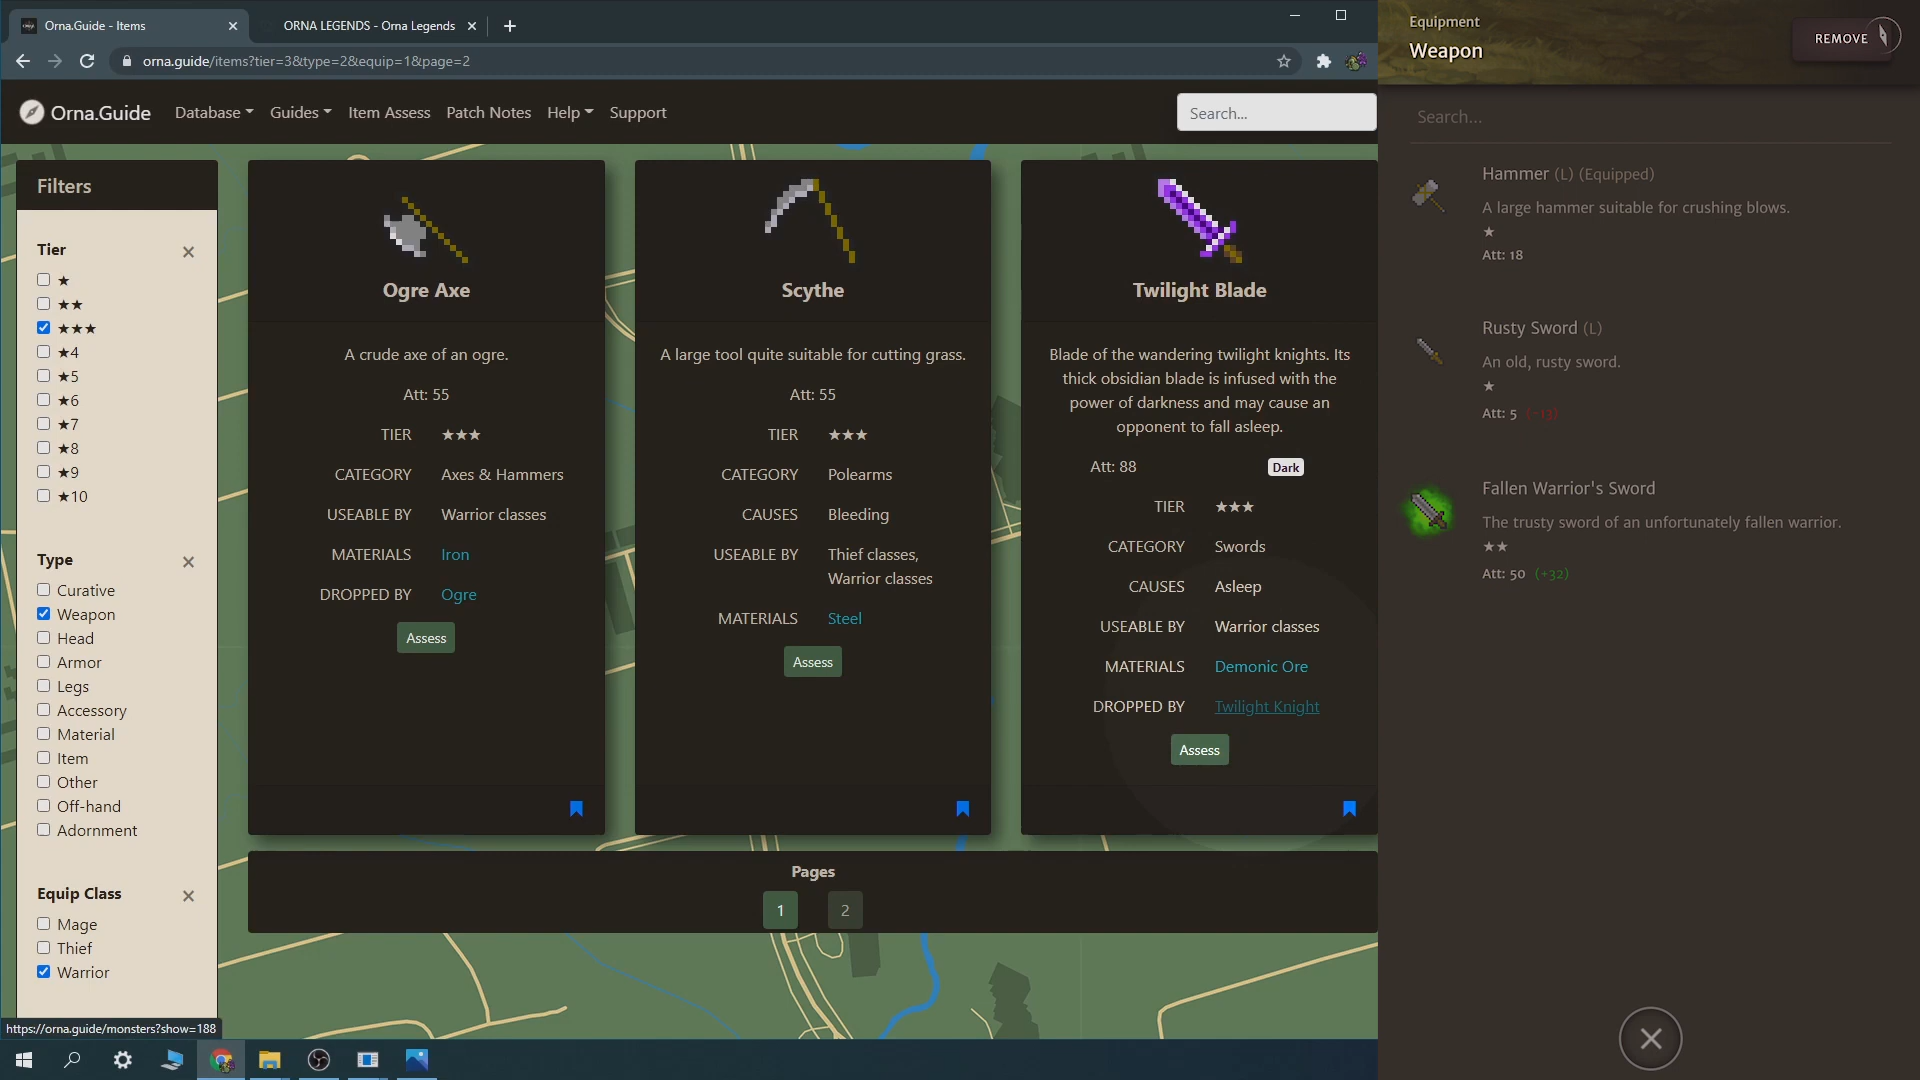 Orna.Guide - Items
ORNA LEGENDS - Orna Legends
orna.guide/items?tier=3&type=2&equip=1&page=2
Orna.Guide
Database
Guides
Item Assess
Patch Notes
Help
Support
Search...
Filters
Tier
★
★★
★★★
★4
★5
★6
★7
★8
★9
★10
Type
Curative
Weapon
Head
Armor
Legs
Accessory
Material
Item
Other
Off-hand
Adornment
Equip Class
Mage
Thief
Warrior
https://orna.guide/monsters?show=188
Ogre Axe
A crude axe of an ogre.
Att: 55
TIER ★★★
CATEGORY Axes & Hammers
USEABLE BY Warrior classes
MATERIALS Iron
DROPPED BY Ogre
Assess
Scythe
A large tool quite suitable for cutting grass.
Att: 55
TIER ★★★
CATEGORY Polearms
CAUSES Bleeding
USEABLE BY Thief classes,
Warrior classes
MATERIALS Steel
Assess
Twilight Blade
Blade of the wandering twilight knights. Its
thick obsidian blade is infused with the
power of darkness and may cause an
opponent to fall asleep.
Att: 88 Dark
TIER ★★★
CATEGORY Swords
CAUSES Asleep
USEABLE BY Warrior classes
MATERIALS Demonic Ore
DROPPED BY Twilight Knight
Assess
Pages
1 2
Equipment
Weapon
REMOVE
Search...
Hammer (L) (Equipped)
A large hammer suitable for crushing blows.
★
Att: 18
Rusty Sword (L)
An old, rusty sword.
★
Att: 5 (-13)
Fallen Warrior's Sword
The trusty sword of an unfortunately fallen warrior.
★★
Att: 50 (+32)